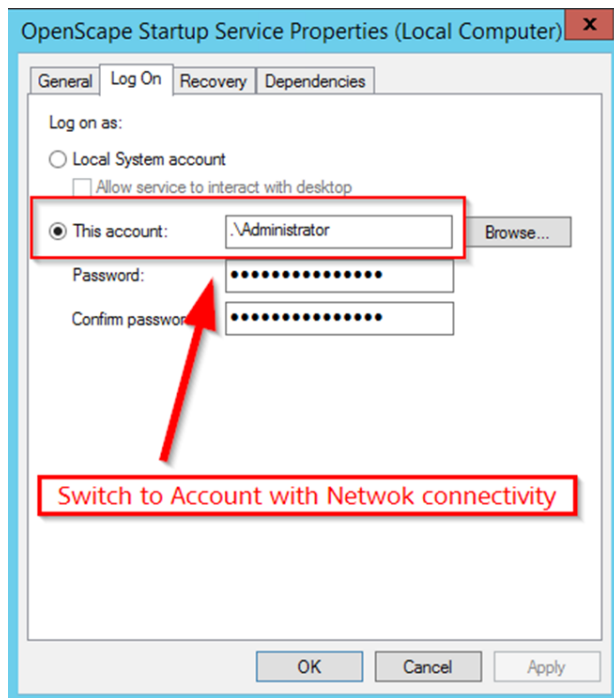 OpenScape Startup Service Properties (Local Computer)
x
General Log On Recovery Dependencies
Log on as:
Local System account
Allow service to interact with desktop
This account: .\Administrator Browse...
Password: ●●●●●●●●●●●●●●●
Confirm passwor ●●●●●●●●●●●●●●●
Switch to Account with Netwok connectivity
OK Cancel Apply